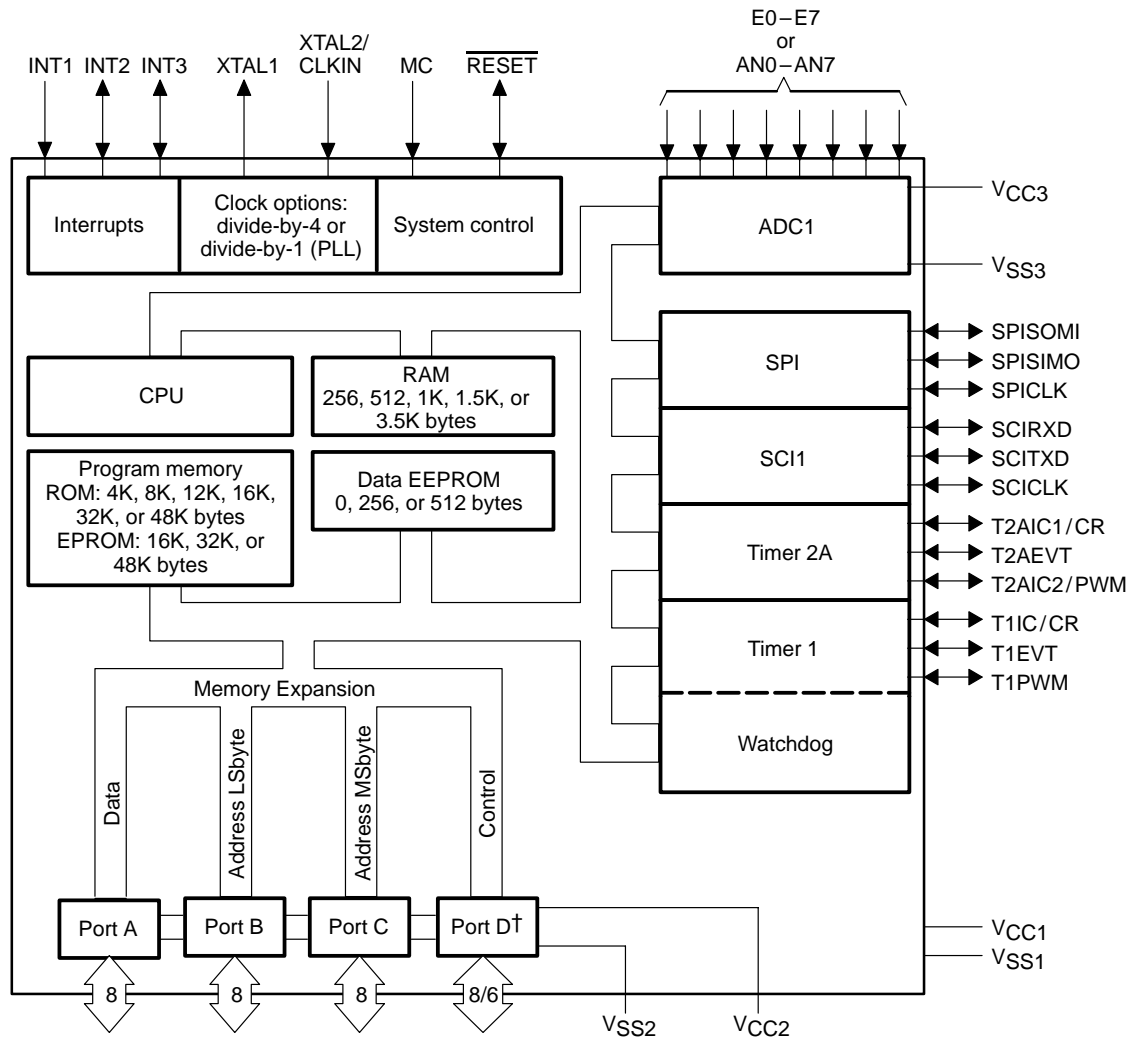 E0–E7
or
AN0–AN7
INT1
INT2
INT3
XTAL1
XTAL2/
CLKIN
MC
RESET
Interrupts
Clock options:
divide-by-4 or
divide-by-1 (PLL)
System control
ADC1
VCC3
VSS3
CPU
RAM
256, 512, 1K, 1.5K, or
3.5K bytes
SPI
SPISOMI
SPISIMO
SPICLK
Program memory
ROM: 4K, 8K, 12K, 16K,
32K, or 48K bytes
EPROM: 16K, 32K, or
48K bytes
Data EEPROM
0, 256, or 512 bytes
SCI1
SCIRXD
SCITXD
SCICLK
Timer 2A
T2AIC1/CR
T2AEVT
T2AIC2/PWM
Timer 1
T1IC/CR
T1EVT
T1PWM
Watchdog
Memory Expansion
Data
Address LSbyte
Address MSbyte
Control
Port A
Port B
Port C
Port D†
VCC1
VSS1
8
8
8
8/6
VSS2
VCC2